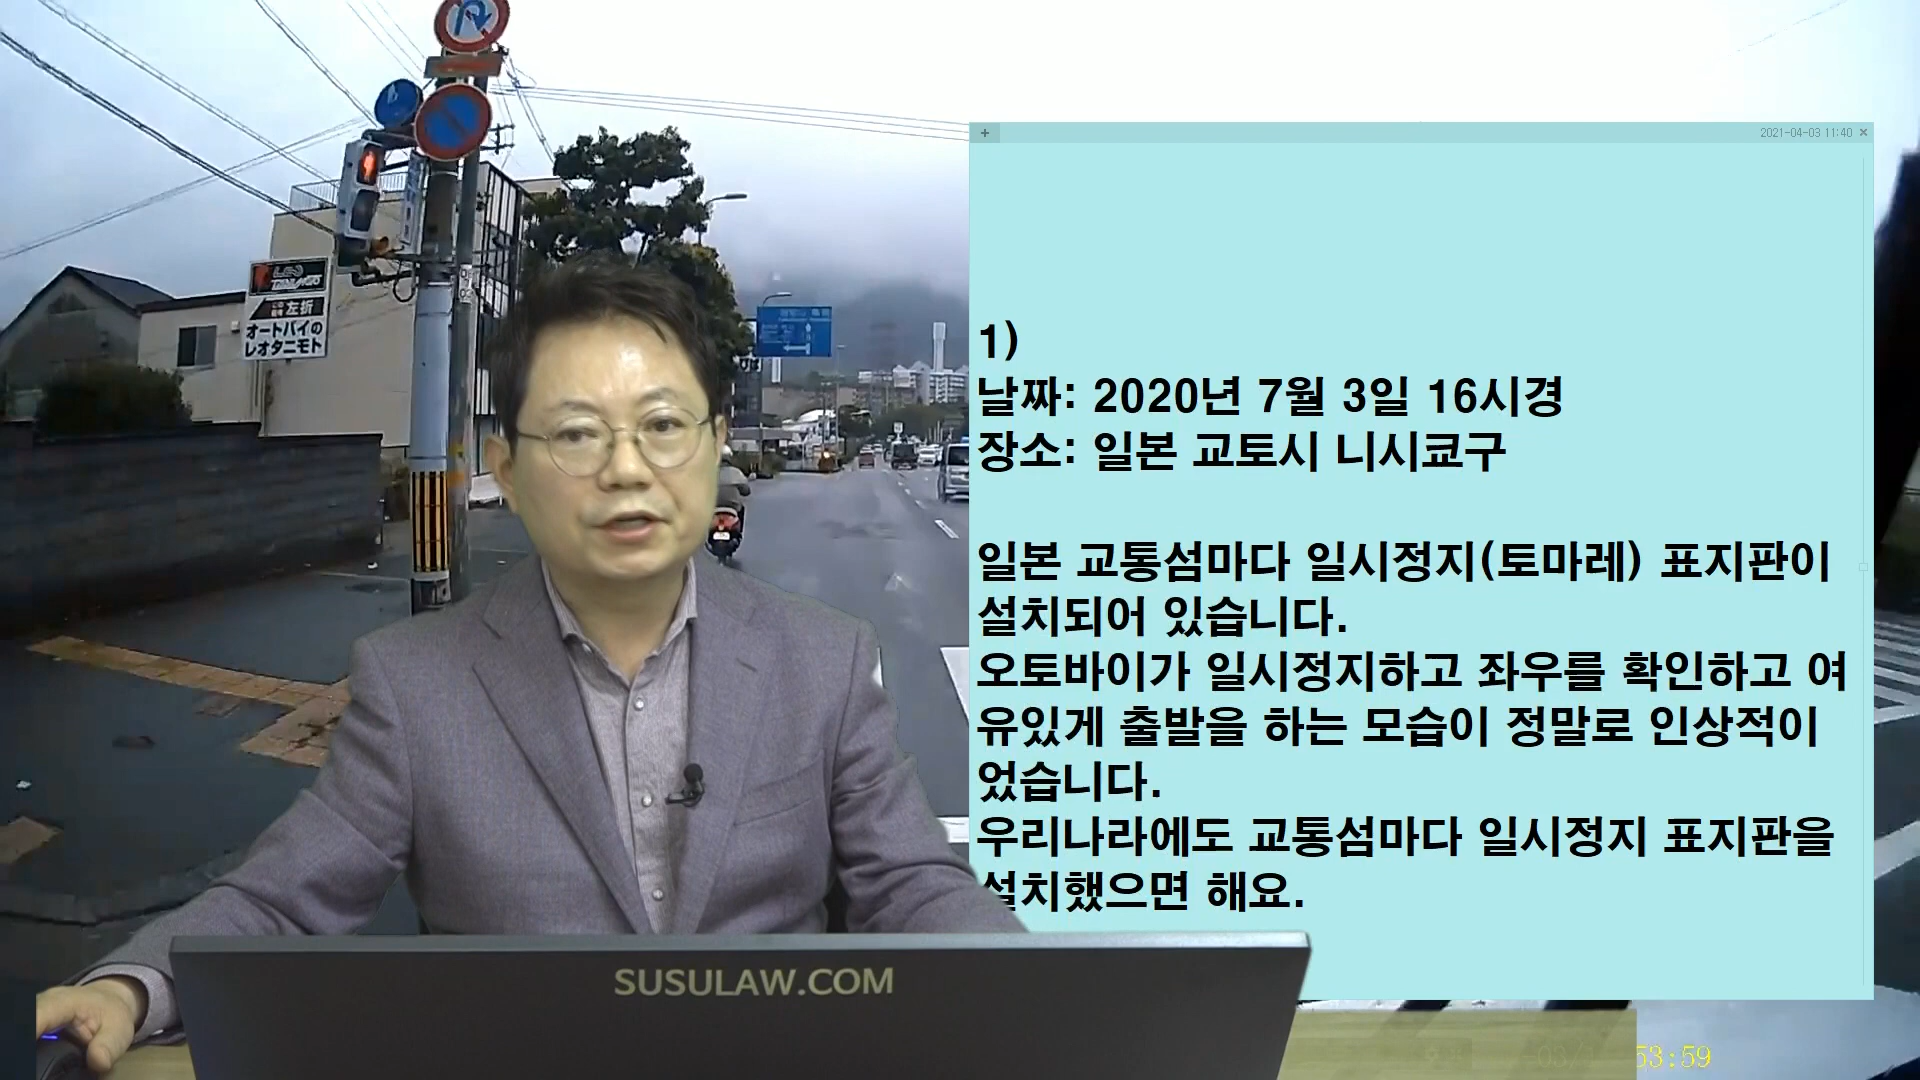 2021-04-03 11:40
1)
날짜: 2020년 7월 3일 16시경
장소: 일본 교토시 니시쿄구
일본 교통섬마다 일시정지(토마레) 표지판이
설치되어 있습니다.
오토바이가 일시정지하고 좌우를 확인하고 여
유있게 출발을 하는 모습이 정말로 인상적이
었습니다.
우리나라에도 교통섬마다 일시정지 표지판을
설치했으면 해요.
左折
オートバイの
レオタニモト
SUSULAW.COM
53:59